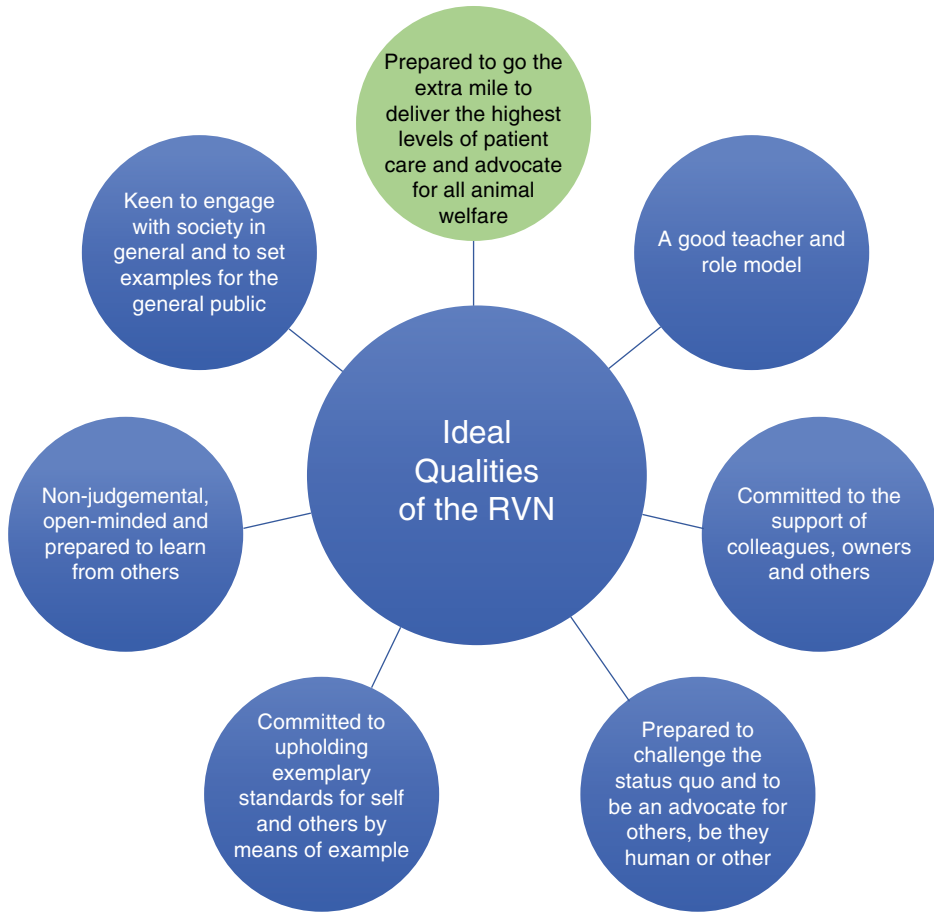 Prepared to go the
extra mile to
deliver the highest
levels of patient
care and advocate
for all animal
welfare
A good teacher and
role model
Committed to the
support of
colleagues, owners
and others
Prepared to
challenge the
status quo and to
be an advocate for
others, be they
human or other
Committed to
upholding
exemplary
standards for self
and others by
means of example
Non-judgemental,
open-minded and
prepared to learn
from others
Keen to engage
with society in
general and to set
examples for the
general public
Ideal
Qualities
of the RVN